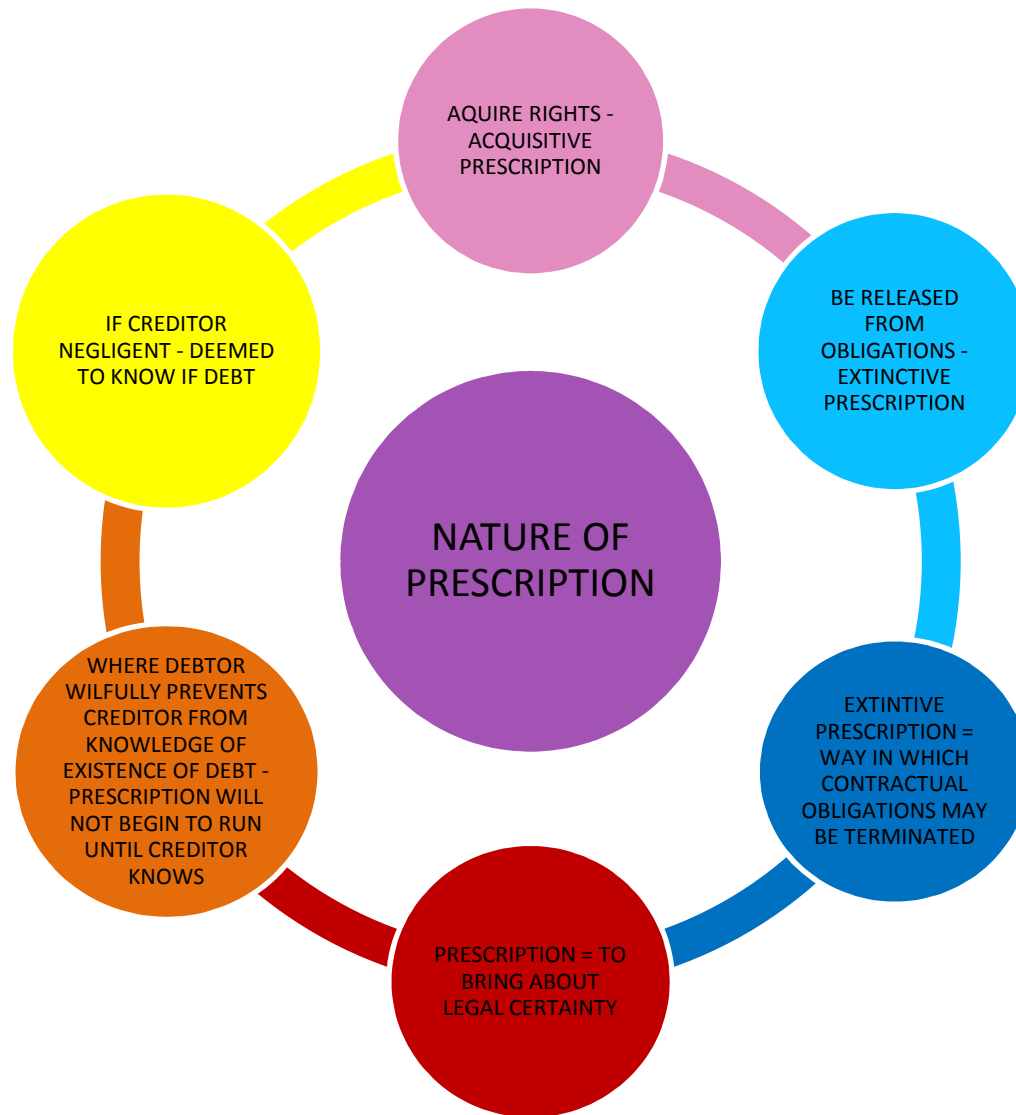 AQUIRE RIGHTS -
ACQUISITIVE
PRESCRIPTION
BE RELEASED
FROM
OBLIGATIONS -
EXTINCTIVE
PRESCRIPTION
EXTINTIVE
PRESCRIPTION =
WAY IN WHICH
CONTRACTUAL
OBLIGATIONS MAY
BE TERMINATED
PRESCRIPTION = TO
BRING ABOUT
LEGAL CERTAINTY
WHERE DEBTOR
WILFULLY PREVENTS
CREDITOR FROM
KNOWLEDGE OF
EXISTENCE OF DEBT -
PRESCRIPTION WILL
NOT BEGIN TO RUN
UNTIL CREDITOR
KNOWS
IF CREDITOR
NEGLIGENT - DEEMED
TO KNOW IF DEBT
NATURE OF
PRESCRIPTION